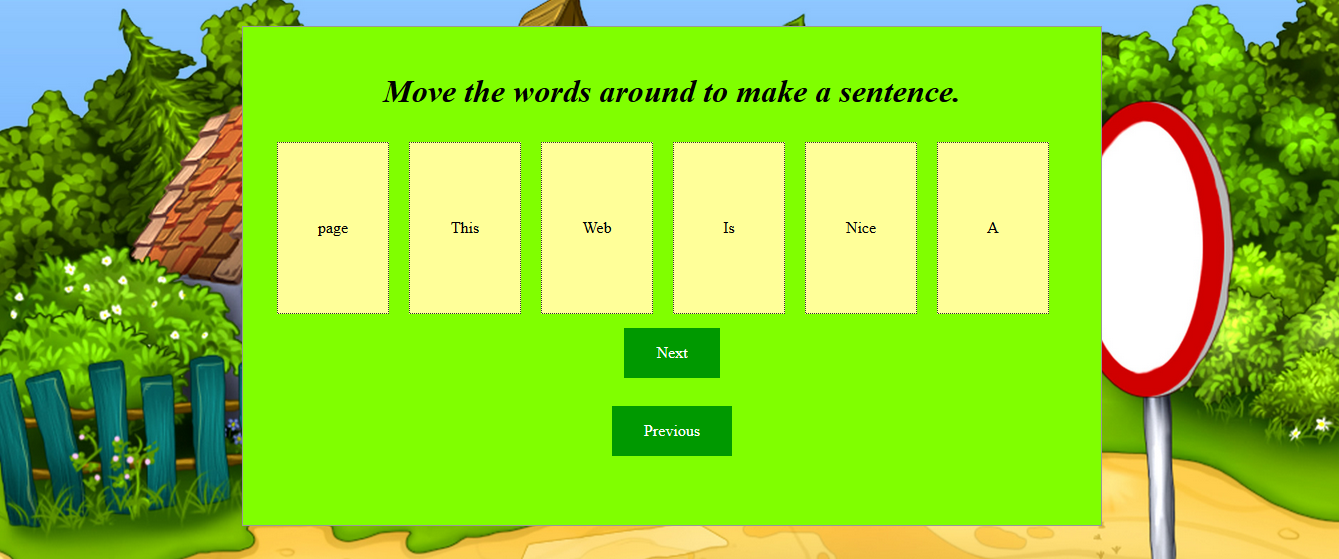 Move the words around to make a sentence.
page This Web Is Nice A
Next
Previous